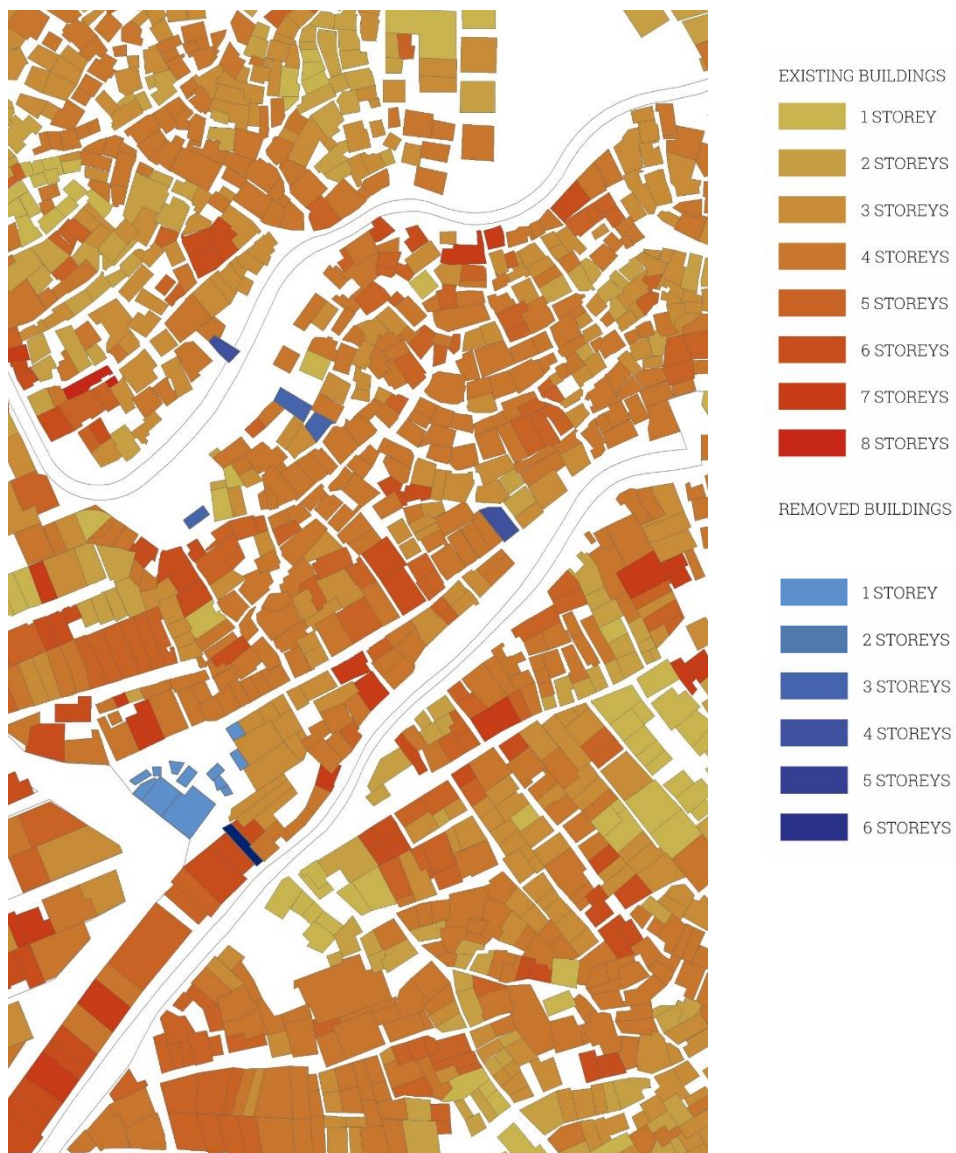 EXISTING BUILDINGS
1 STOREY
2 STOREYS
3 STOREYS
4 STOREYS
5 STOREYS
6 STOREYS
7 STOREYS
8 STOREYS
REMOVED BUILDINGS
1 STOREY
2 STOREYS
3 STOREYS
4 STOREYS
5 STOREYS
6 STOREYS